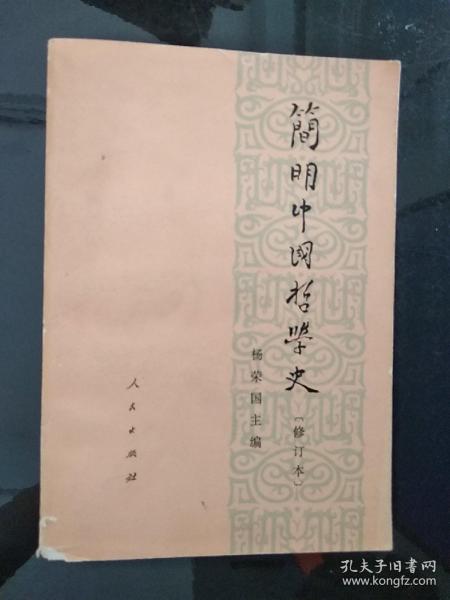 簡明中國哲學史
〔修订本〕
杨荣国主编
人民出版社
孔夫子旧书网
www.kongfz.com